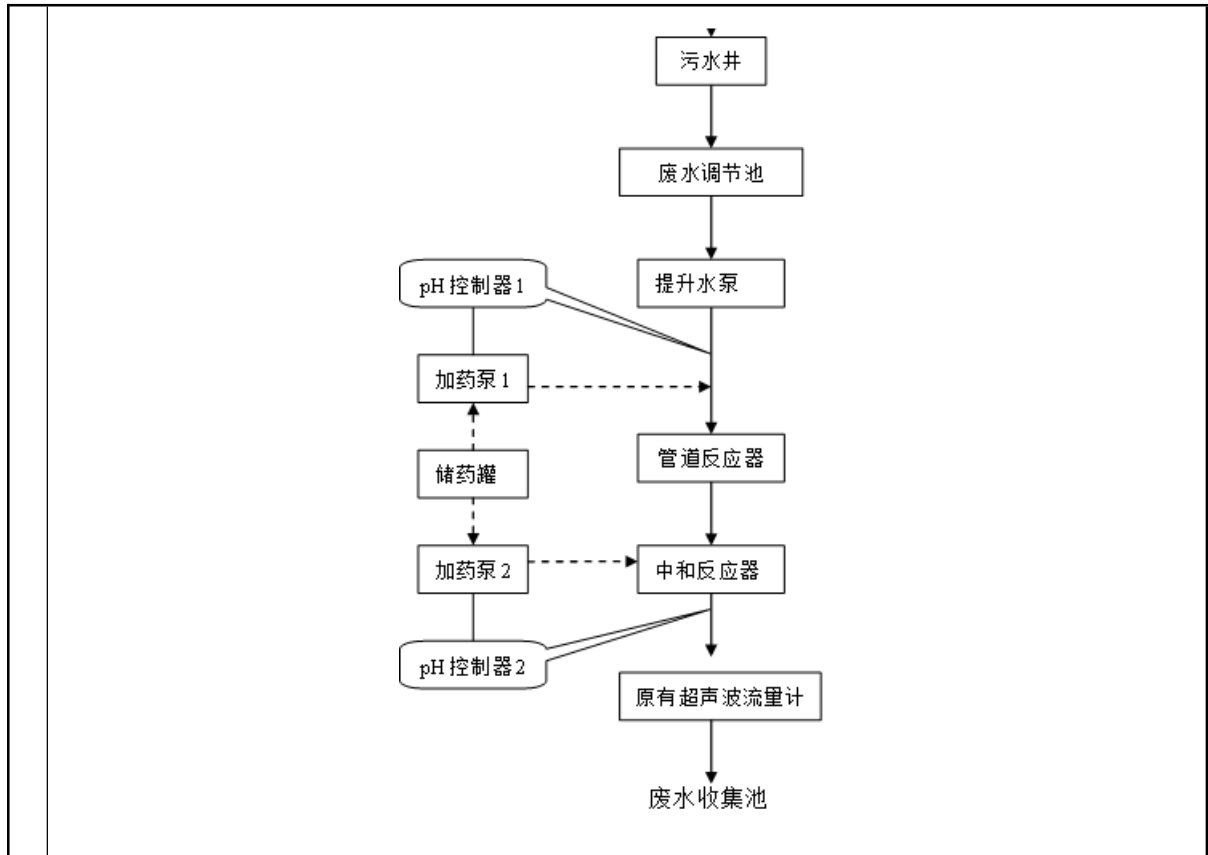 污水井
废水调节池
pH 控制器1
提升水泵
加药泵 1
管道反应器
储药罐
加药泵 2
中和反应器
pH 控制器2
原有超声波流量计
废水收集池